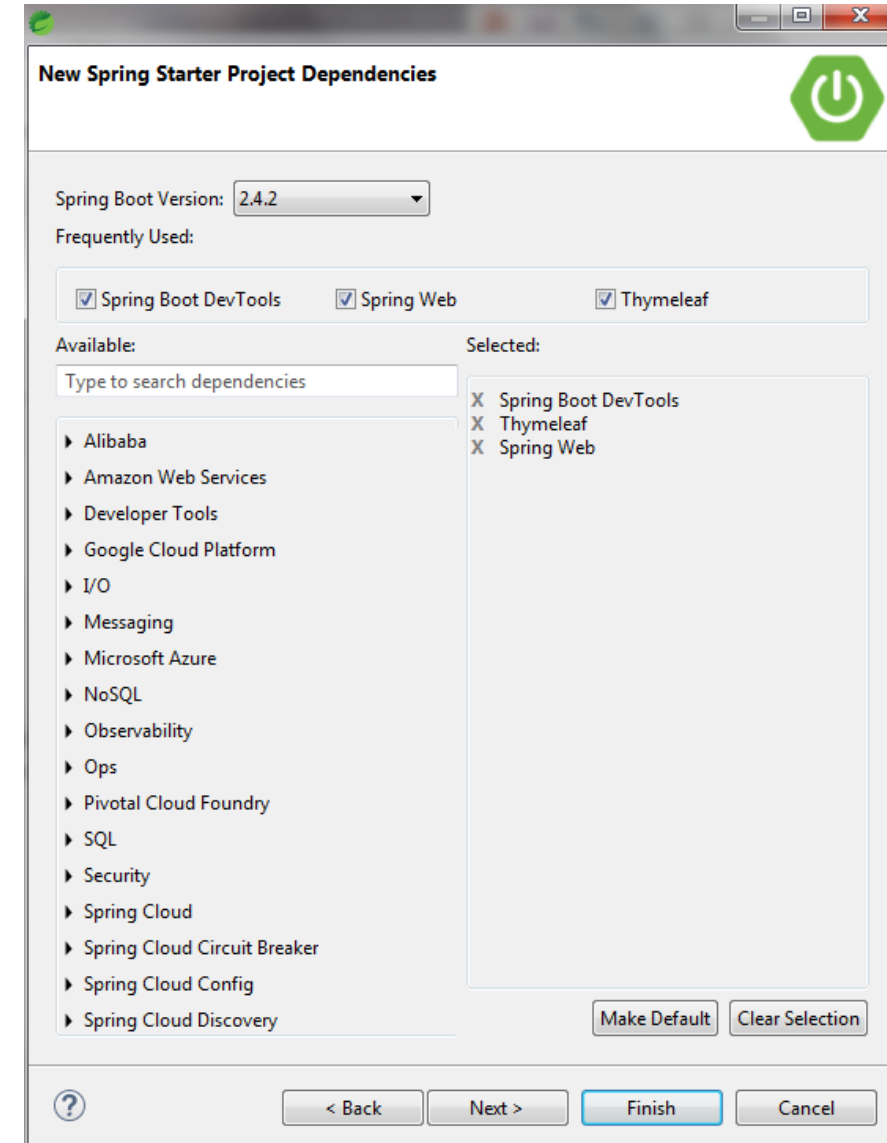 New Spring Starter Project Dependencies
Spring Boot Version: 2.4.2
Frequently Used:
Spring Boot DevTools Spring Web Thymeleaf
Available:
Type to search dependencies
Alibaba
Amazon Web Services
Developer Tools
Google Cloud Platform
I/O
Messaging
Microsoft Azure
NoSQL
Observability
Ops
Pivotal Cloud Foundry
SQL
Security
Spring Cloud
Spring Cloud Circuit Breaker
Spring Cloud Config
Spring Cloud Discovery
Selected:
X Spring Boot DevTools
X Thymeleaf
X Spring Web
Make Default Clear Selection
? < Back Next > Finish Cancel